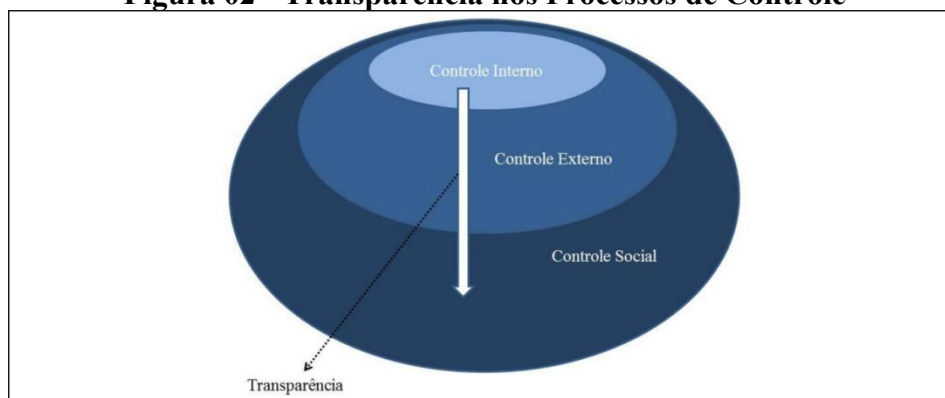 Figura 02 - Transparência nos Processos de Controle
Controle Interno
Controle Externo
Controle Social
Transparência